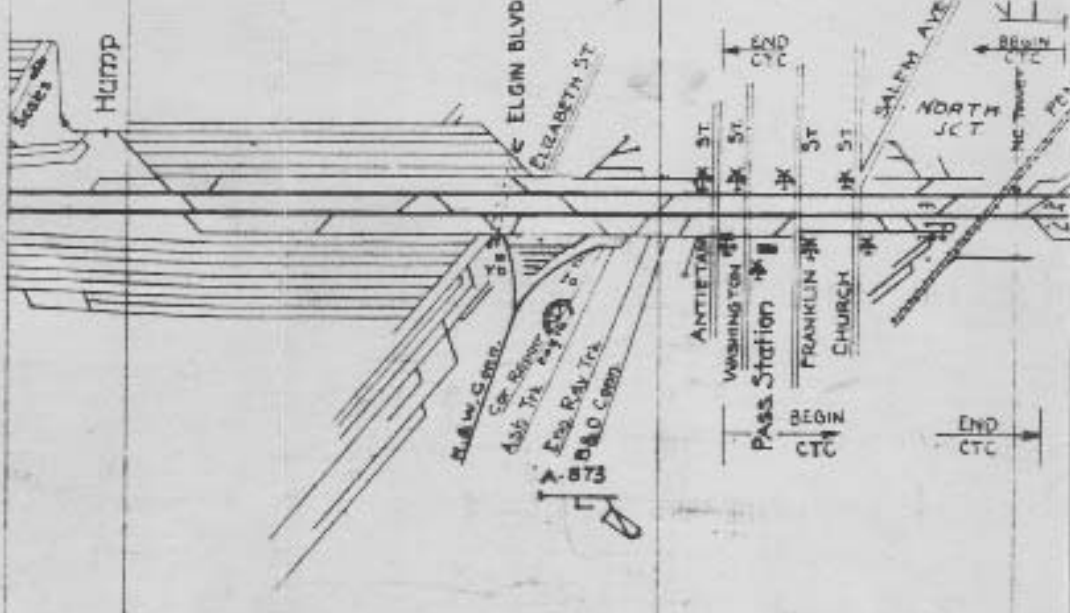 Scales
Hump
ELGIN BLVD
ELIZABETH ST
END
CTC
SALEM AVE
BEGIN
CTC
NORTH
JCT
NC Tower
ST
ST
ST
ST
ANTIETAM
WASHINGTON
PASS Station
FRANKLIN
CHURCH
N.& W. Conn.
Car Repair
Ash Trk
Eng Rdy Trk
B&O Conn
A-873
BEGIN
CTC
END
CTC